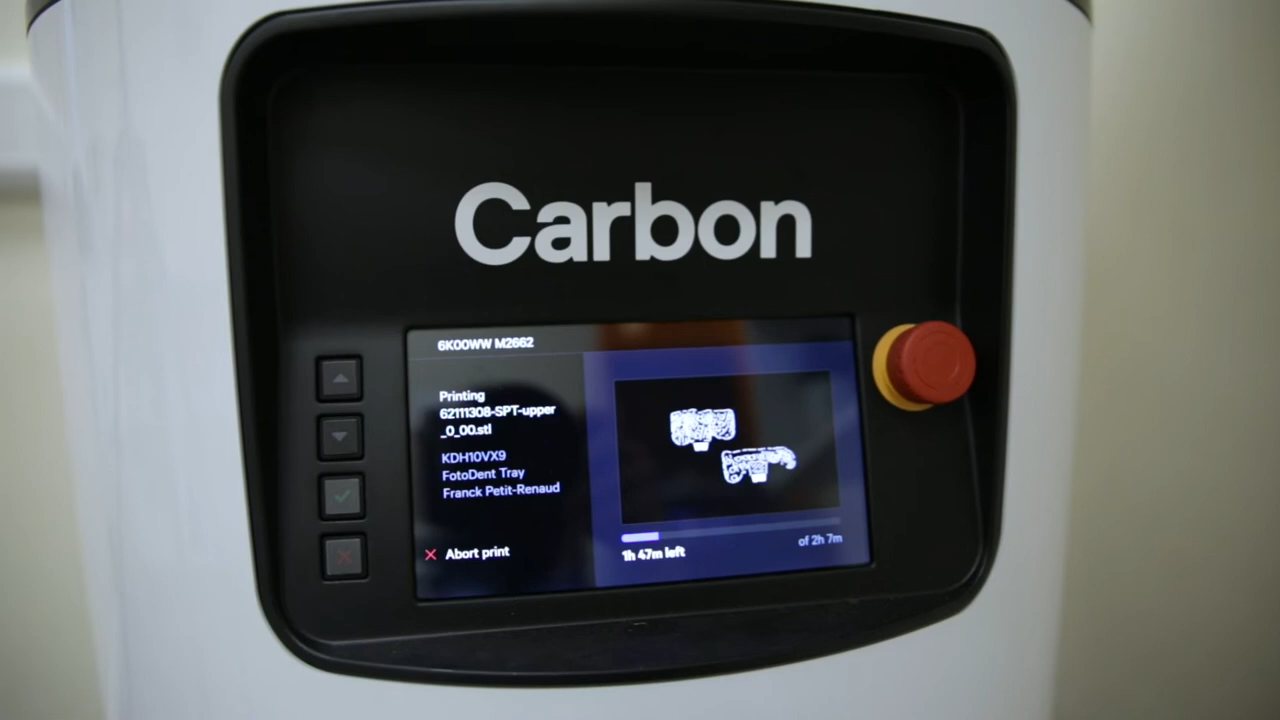 Carbon
6K00WW M2662
Printing
62111308-SPT-upper
_0_00.stl
KDH10VX9
FotoDent Tray
Franck Petit-Renaud
Abort print
1h 47m left
of 2h 7m